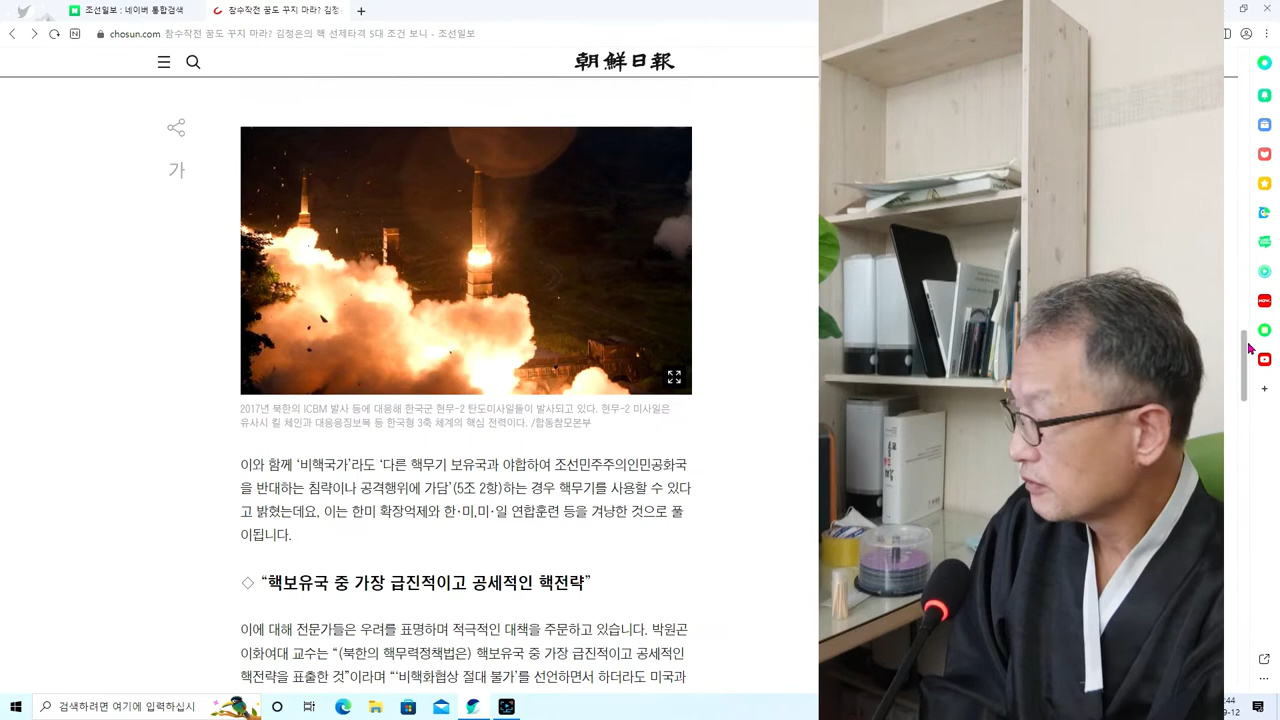 조선일보 : 네이버 통합검색
참수작전 꿈도 꾸지 마라? 김정
chosun.com 참수작전 꿈도 꾸지 마라? 김정은의 핵 선제타격 5대 조건 보니 - 조선일보
朝鮮日報
가
2017년 북한의 ICBM 발사 등에 대응해 한국군 현무-2 탄도미사일들이 발사되고 있다. 현무-2 미사일은
유사시 킬 체인과 대응응징보복 등 한국형 3축 체계의 핵심 전력이다. /합동참모본부
이와 함께 ‘비핵국가’라도 ‘다른 핵무기 보유국과 야합하여 조선민주주의인민공화국
을 반대하는 침략이나 공격행위에 가담’(5조 2항)하는 경우 핵무기를 사용할 수 있다
고 밝혔는데요, 이는 한미 확장억제와 한·미,미·일 연합훈련 등을 겨냥한 것으로 풀
이됩니다.
◇ “핵보유국 중 가장 급진적이고 공세적인 핵전략”
이에 대해 전문가들은 우려를 표명하며 적극적인 대책을 주문하고 있습니다. 박원곤
이화여대 교수는 “(북한의 핵무력정책법은) 핵보유국 중 가장 급진적이고 공세적인
핵전략을 표출한 것”이라며 “‘비핵화협상 절대 불가’를 선언하면서 하더라도 미국과
검색하려면 여기에 입력하십시
:44
9-12